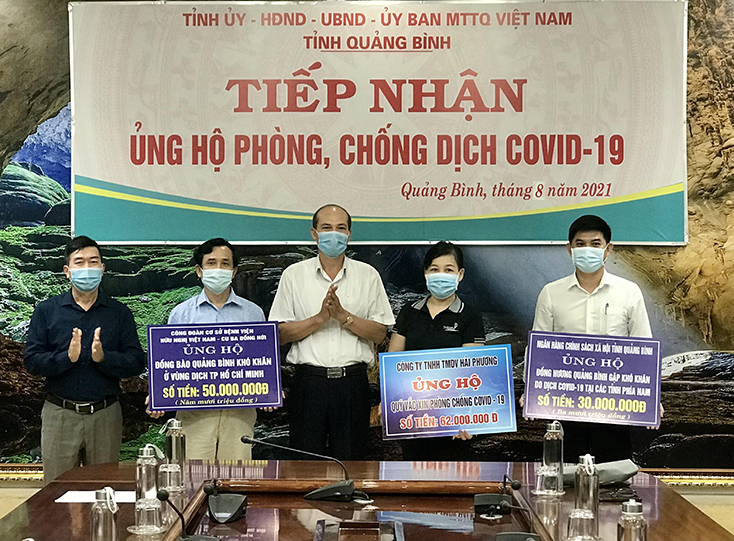 TỈNH ỦY - HĐND - UBND - ỦY BAN MTTQ VIỆT NAM
TỈNH QUẢNG BÌNH
TIẾP NHẬN
ỦNG HỘ PHÒNG, CHỐNG DỊCH COVID-19
Quảng Bình, tháng 8 năm 2021
CÔNG ĐOÀN CƠ SỞ BỆNH VIỆN
HỮU NGHỊ VIỆT NAM - CU BA ĐỒNG HỚI
ỦNG HỘ
ĐỒNG BÀO QUẢNG BÌNH KHÓ KHĂN
Ở VÙNG DỊCH TP HỒ CHÍ MINH
SỐ TIỀN: 50.000.000Đ
(Năm mươi triệu đồng)
CÔNG TY TNHH TMDV HẢI PHƯƠNG
ỦNG HỘ
QUỸ VẮC XIN PHÒNG CHỐNG COVID - 19
SỐ TIỀN: 62.000.000 Đ
NGÂN HÀNG CHÍNH SÁCH XÃ HỘI TỈNH QUẢNG BÌNH
ỦNG HỘ
ĐỒNG HƯƠNG QUẢNG BÌNH GẶP KHÓ KHĂN
DO DỊCH COVID-19 TẠI CÁC TỈNH PHÍA NAM
SỐ TIỀN: 30.000.000Đ
(Ba mươi triệu đồng)